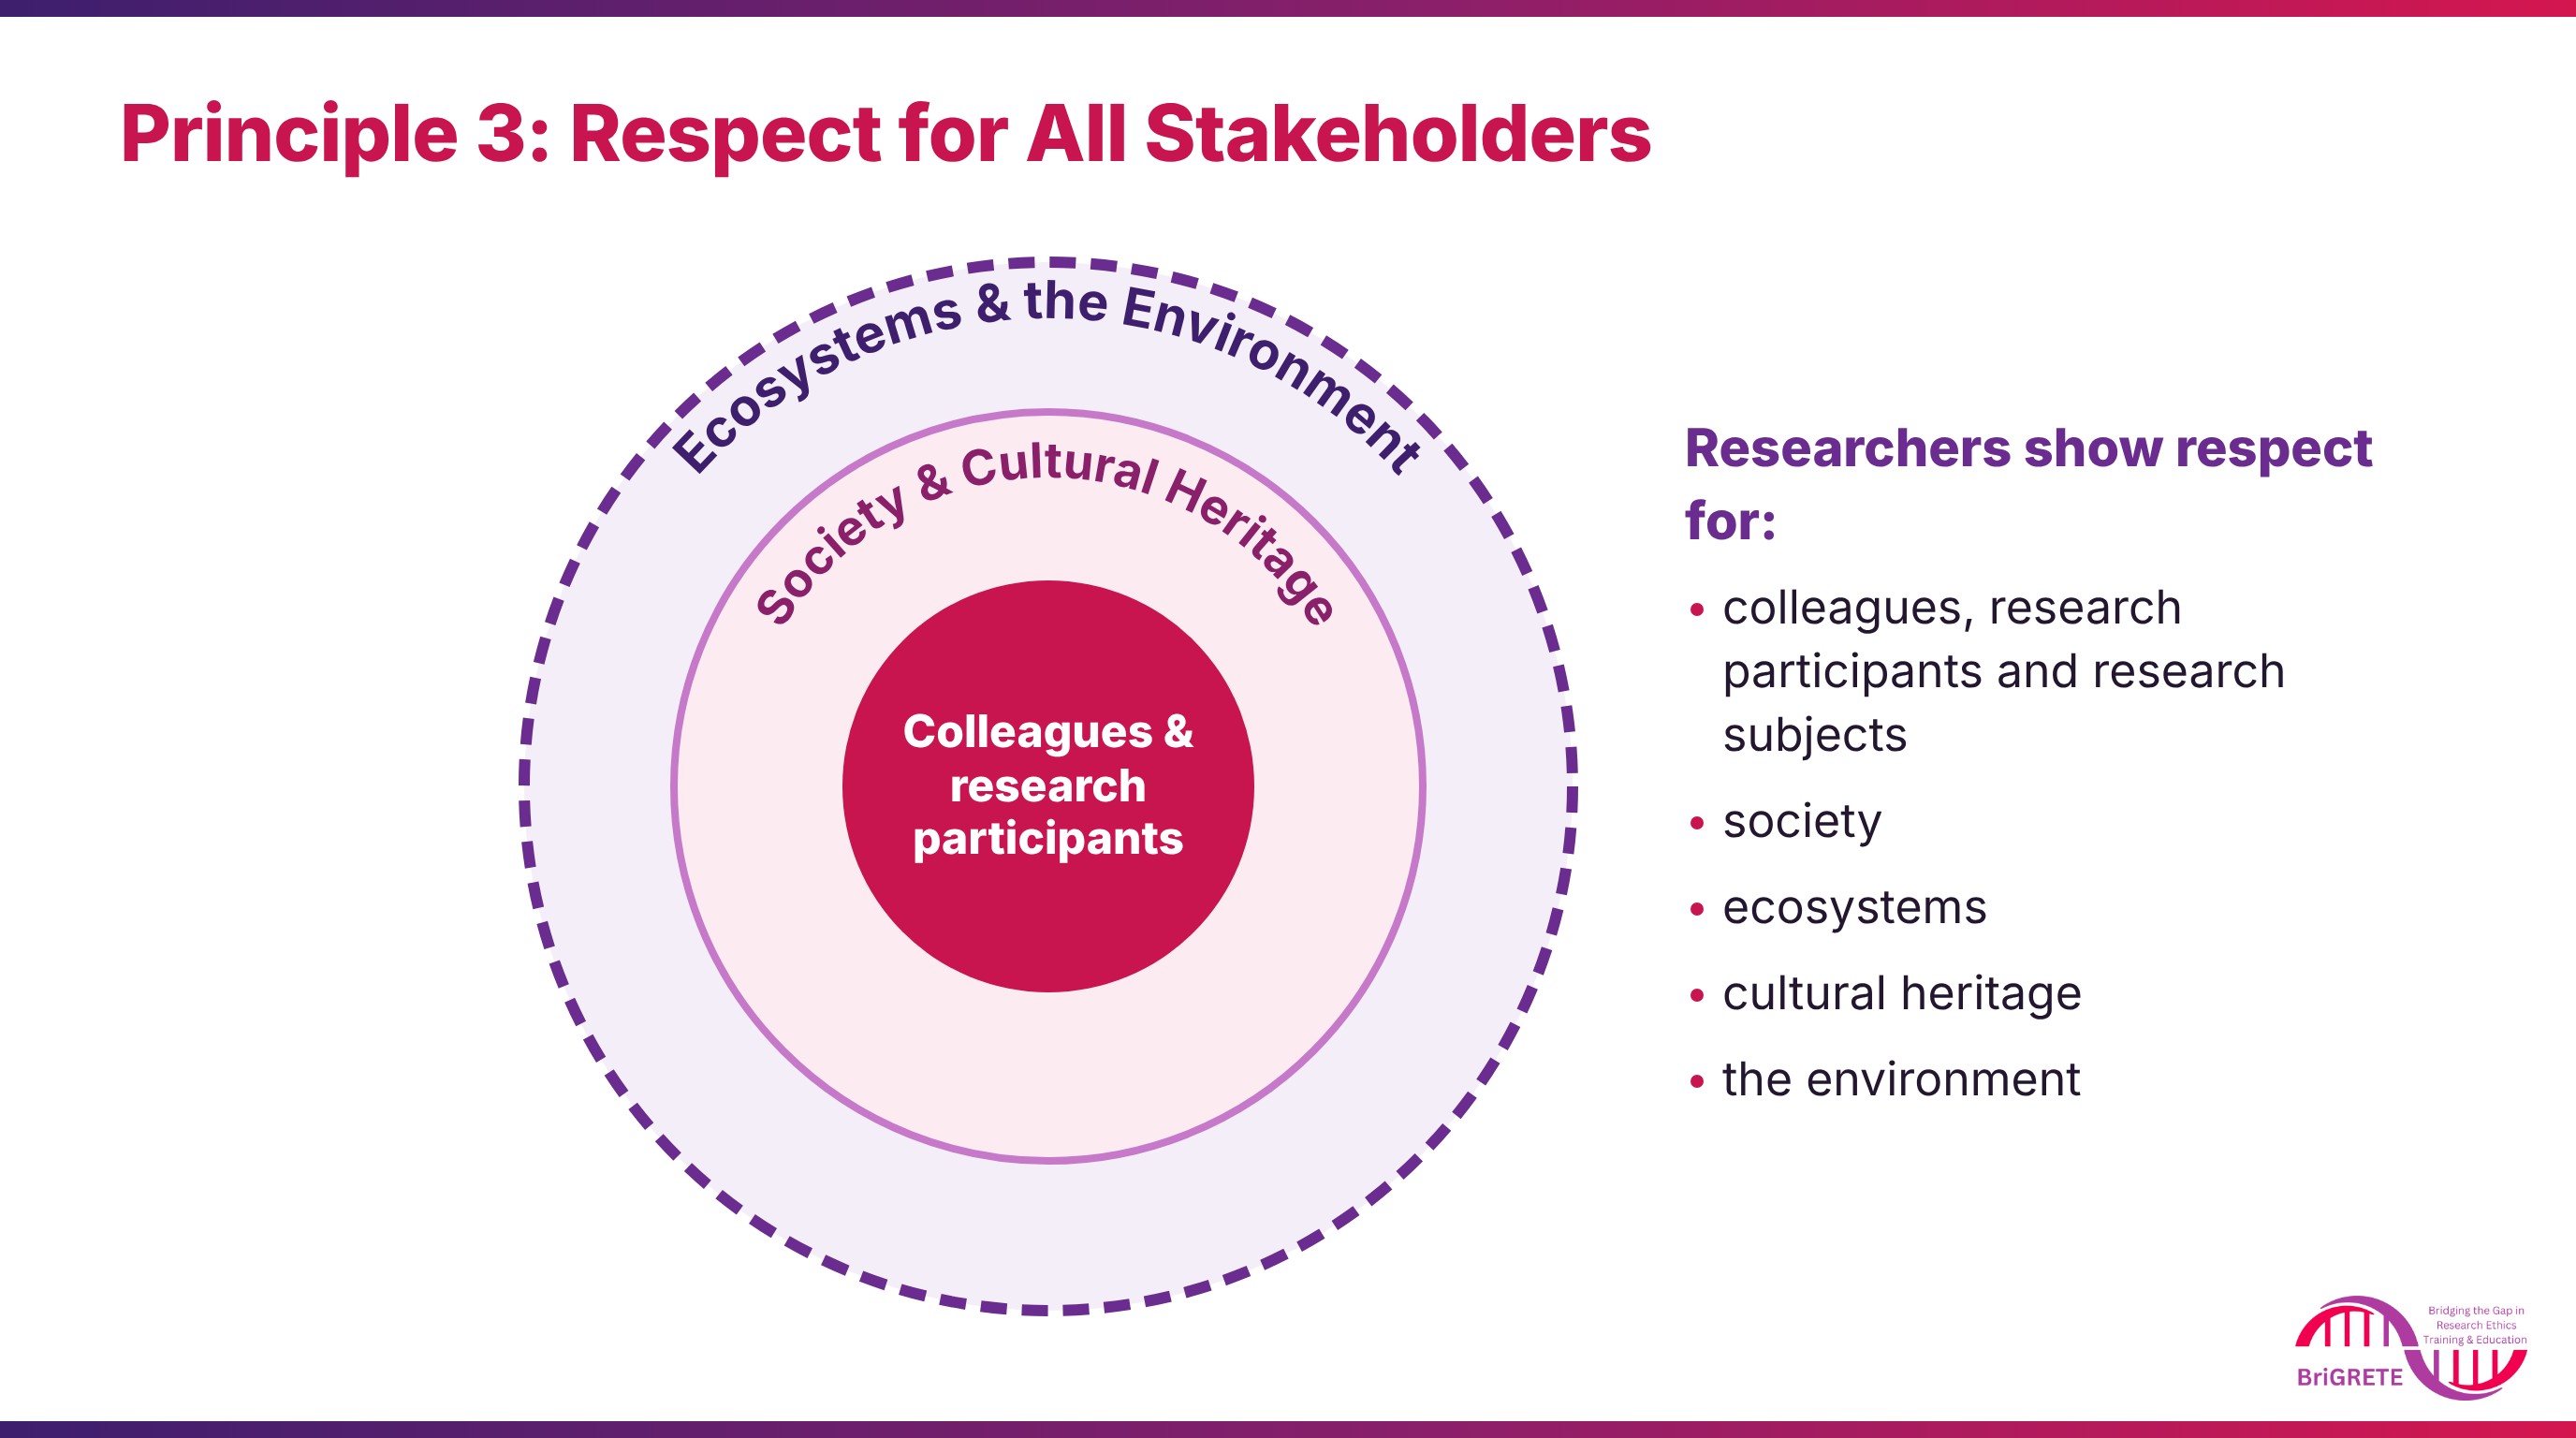 Principle 3: Respect for All Stakeholders
Ecosystems & the Environment
Society & Cultural Heritage
Colleagues &
research
participants
Researchers show respect
for:
• colleagues, research
participants and research
subjects
• society
• ecosystems
• cultural heritage
• the environment
Bridging the Gap in
Research Ethics
Training & Education
BriGRETE